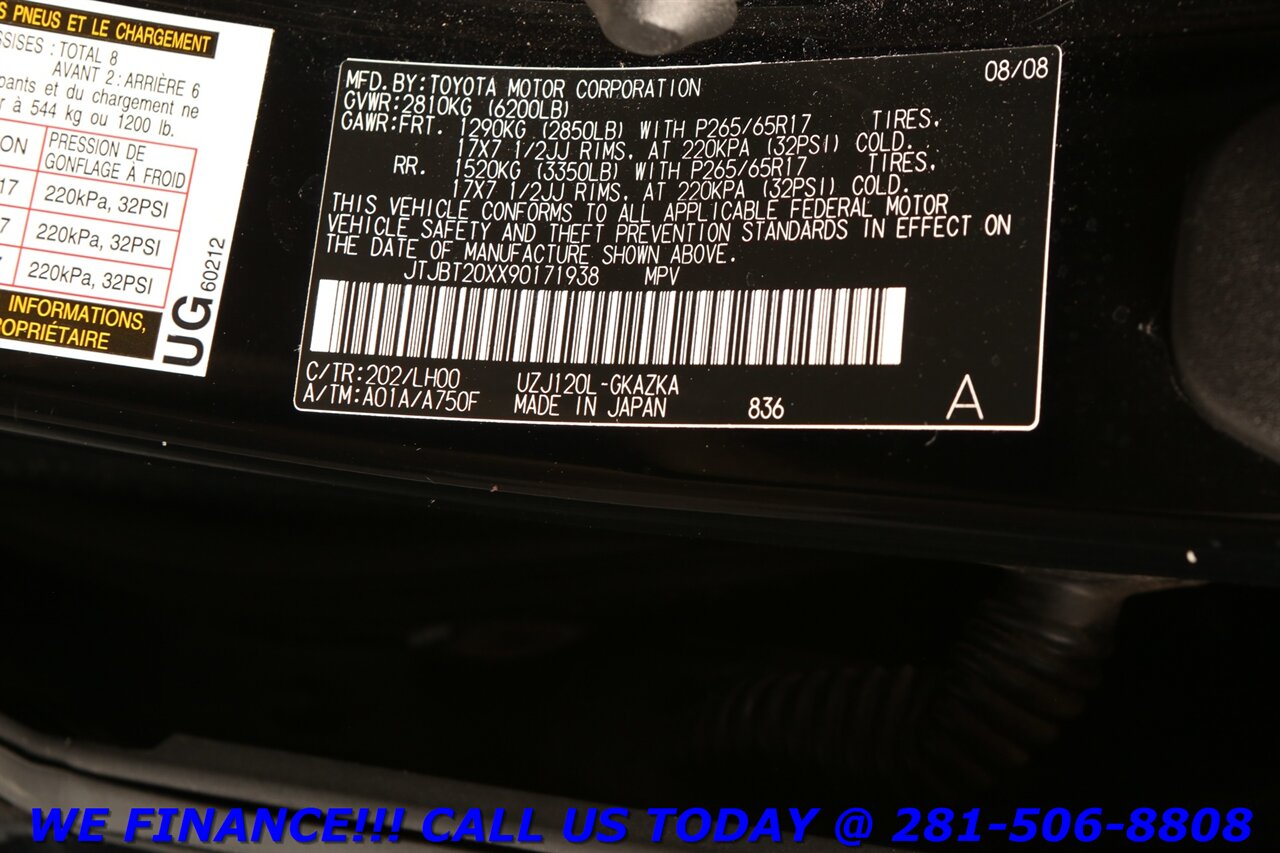 S PNEUS ET LE CHARGEMENT
SSISES : TOTAL 8
AVANT 2 : ARRIÈRE 6
pants et du chargement ne
r à 544 kg ou 1200 lb.
ON PRESSION DE
GONFLAGE À FROID
17 220kPa, 32PSI
7 220kPa, 32PSI
220kPa, 32PSI
INFORMATIONS,
OPRIÉTAIRE
UG 60212
MFD. BY: TOYOTA MOTOR CORPORATION 08/08
GVWR: 2810KG (6200LB)
GAWR: FRT. 1290KG (2850LB) WITH P265/65R17 TIRES,
17X7 1/2JJ RIMS, AT 220KPA (32PSI) COLD.
RR. 1520KG (3350LB) WITH P265/65R17 TIRES,
17X7 1/2JJ RIMS, AT 220KPA (32PSI) COLD.
THIS VEHICLE CONFORMS TO ALL APPLICABLE FEDERAL MOTOR
VEHICLE SAFETY AND THEFT PREVENTION STANDARDS IN EFFECT ON
THE DATE OF MANUFACTURE SHOWN ABOVE.
JTJBT20XX90171938 MPV
C/TR: 202/LH00 UZJ120L-GKAZKA
A/TM: A01A/A750F MADE IN JAPAN 836 A
WE FINANCE!!! CALL US TODAY @ 281-506-8808